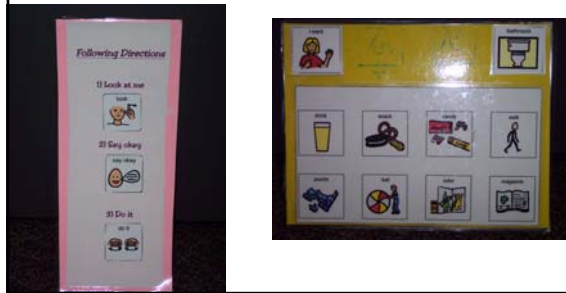 Following Directions
1) Look at me
look
2) Say okay
say okay
3) Do it
do it
I want
bathroom
drink
snack
candy
walk
puzzle
ball
color
magazine